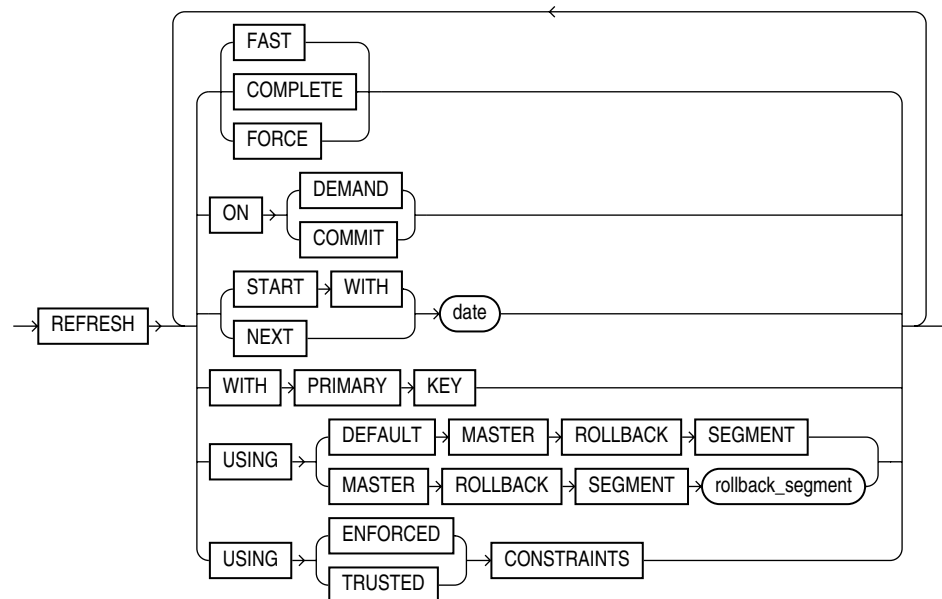 FAST
COMPLETE
FORCE
ON DEMAND
COMMIT
START WITH
NEXT
date
REFRESH
WITH PRIMARY KEY
USING DEFAULT MASTER ROLLBACK SEGMENT
MASTER ROLLBACK SEGMENT rollback_segment
USING ENFORCED CONSTRAINTS
TRUSTED